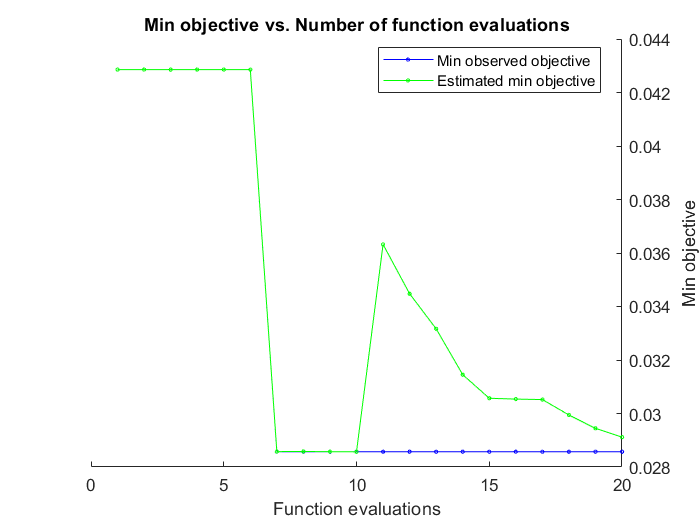 Min objective vs. Number of function evaluations
Min observed objective
Estimated min objective
0.044
0.042
0.04
0.038
0.036
0.034
0.032
0.03
0.028
Min objective
0
5
10
15
20
Function evaluations